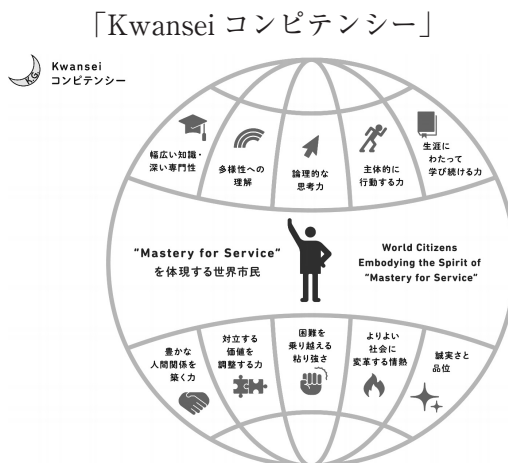 「Kwansei コンピテンシー」
KG
Kwansei
コンピテンシー
幅広い知識・
深い専門性
多様性への
理解
論理的な
思考力
主体的に
行動する力
生涯に
わたって
学び続ける力
"Mastery for Service"
を体現する世界市民
World Citizens
Embodying the Spirit of
"Mastery for Service"
豊かな
人間関係を
築く力
対立する
価値を
調整する力
困難を
乗り越える
粘り強さ
よりよい
社会に
変革する情熱
誠実さと
品位